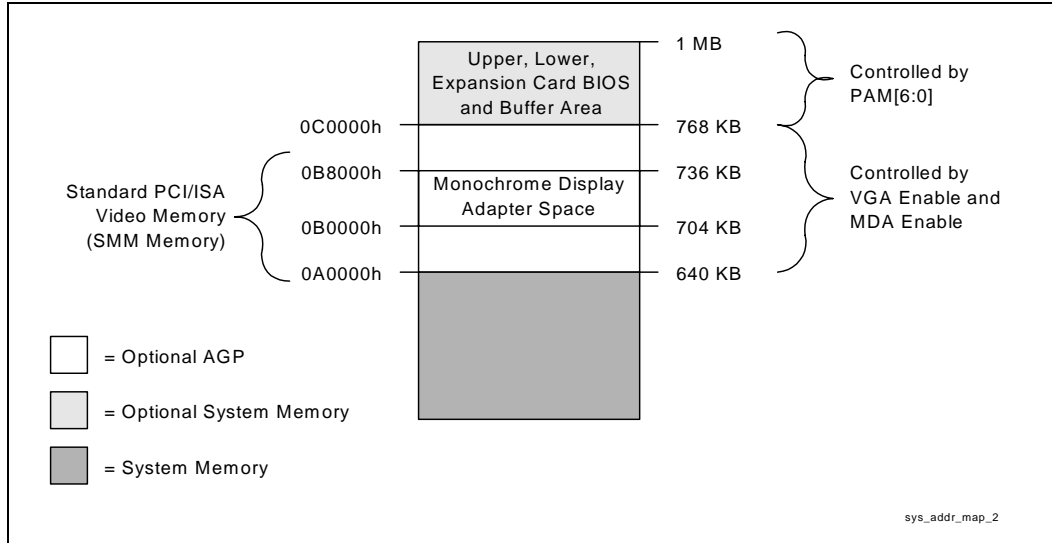 1 MB
Upper, Lower,
Expansion Card BIOS
and Buffer Area
Controlled by
PAM[6:0]
0C0000h
768 KB
0B8000h
736 KB
Standard PCI/ISA
Video Memory
(SMM Memory)
Monochrome Display
Adapter Space
Controlled by
VGA Enable and
MDA Enable
0B0000h
704 KB
0A0000h
640 KB
= Optional AGP
= Optional System Memory
= System Memory
sys_addr_map_2